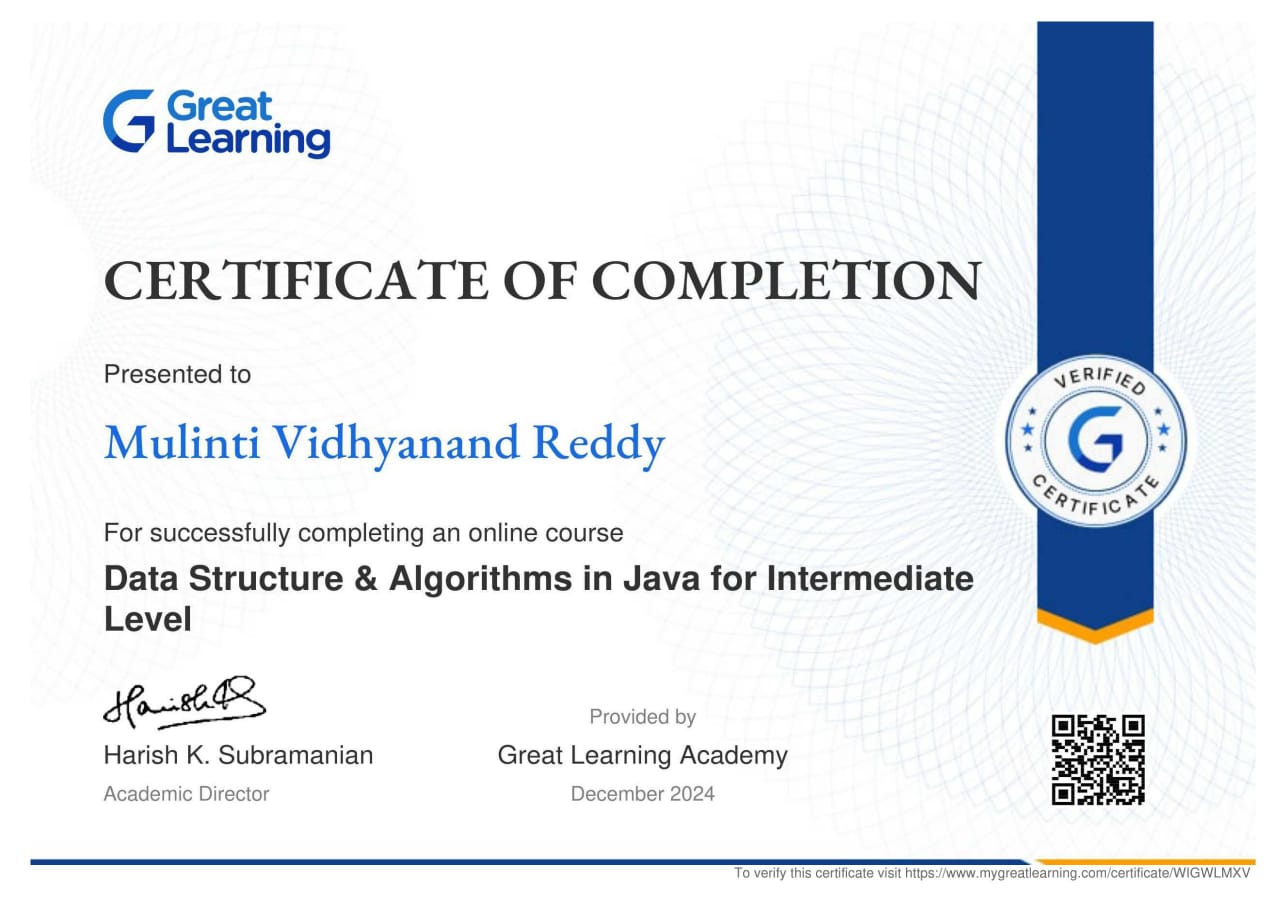 Great
Learning
CERTIFICATE OF COMPLETION
Presented to
Mulinti Vidhyanand Reddy
VERIFIED
CERTIFICATE
For successfully completing an online course
Data Structure & Algorithms in Java for Intermediate
Level
Harish K. Subramanian
Academic Director
Provided by
Great Learning Academy
December 2024
To verify this certificate visit https://www.mygreatlearning.com/certificate/WIGWLMXV